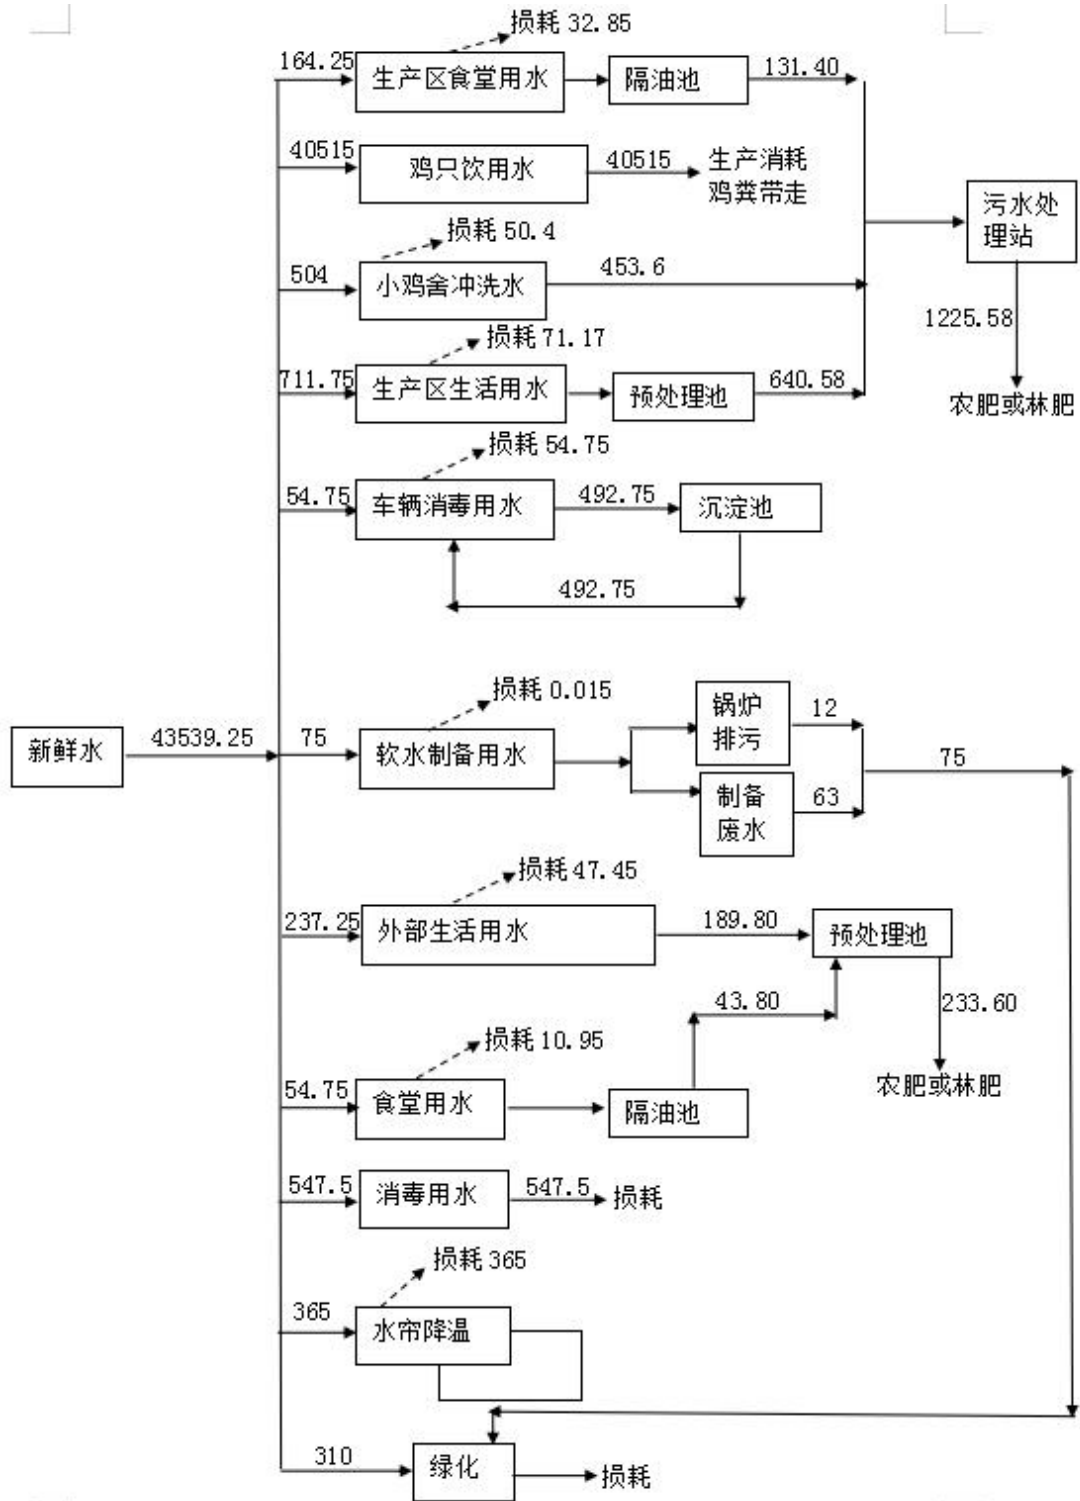 损耗 32.85
164.25
生产区食堂用水
隔油池
131.40
40515
鸡只饮用水
40515
生产消耗
鸡粪带走
污水处
理站
损耗 50.4
504
小鸡舍冲洗水
453.6
1225.58
损耗 71.17
711.75
生产区生活用水
预处理池
640.58
农肥或林肥
损耗 54.75
54.75
车辆消毒用水
492.75
沉淀池
492.75
损耗 0.015
新鲜水
43539.25
75
软水制备用水
锅炉
排污
12
制备
废水
63
75
损耗 47.45
237.25
外部生活用水
189.80
预处理池
43.80
233.60
损耗 10.95
54.75
食堂用水
隔油池
农肥或林肥
547.5
消毒用水
547.5
损耗
损耗 365
365
水帘降温
310
绿化
损耗